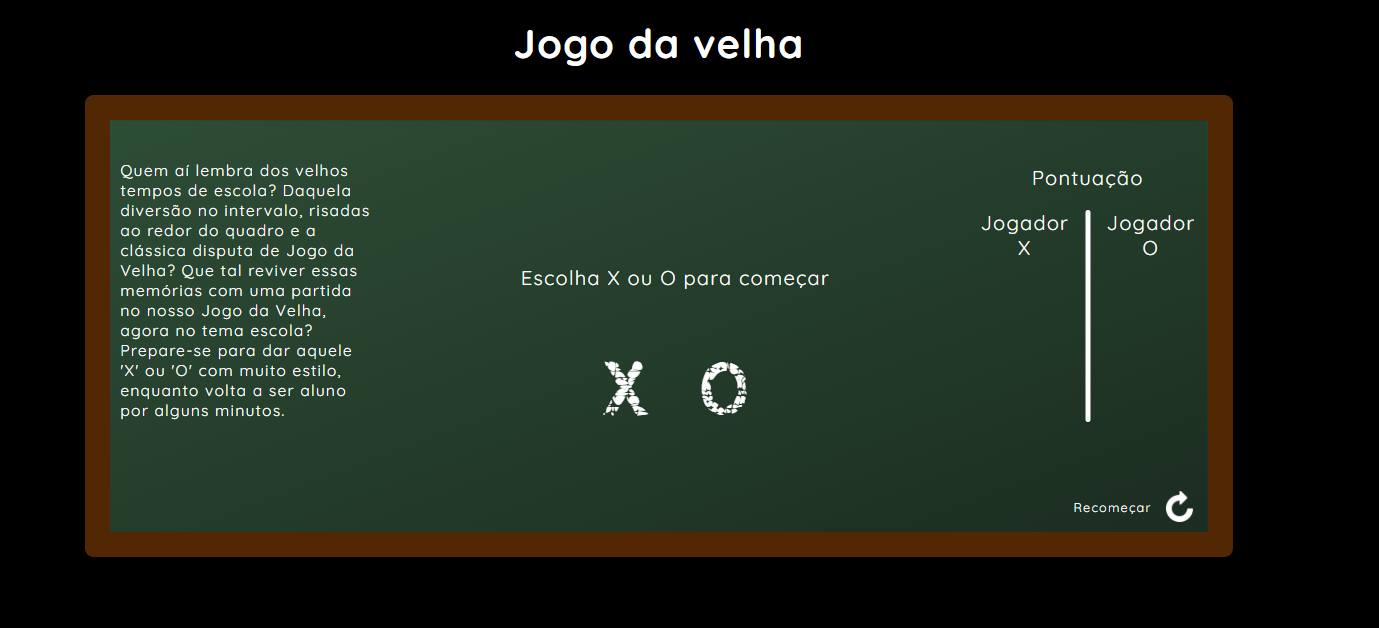 Jogo da velha
Quem aí lembra dos velhos
tempos de escola? Daquela
diversão no intervalo, risadas
ao redor do quadro e a
clássica disputa de Jogo da
Velha? Que tal reviver essas
memórias com uma partida
no nosso Jogo da Velha,
agora no tema escola?
Prepare-se para dar aquele
'X' ou 'O' com muito estilo,
enquanto volta a ser aluno
por alguns minutos.
Escolha X ou O para começar
X O
Pontuação
Jogador
X
Jogador
O
Recomeçar